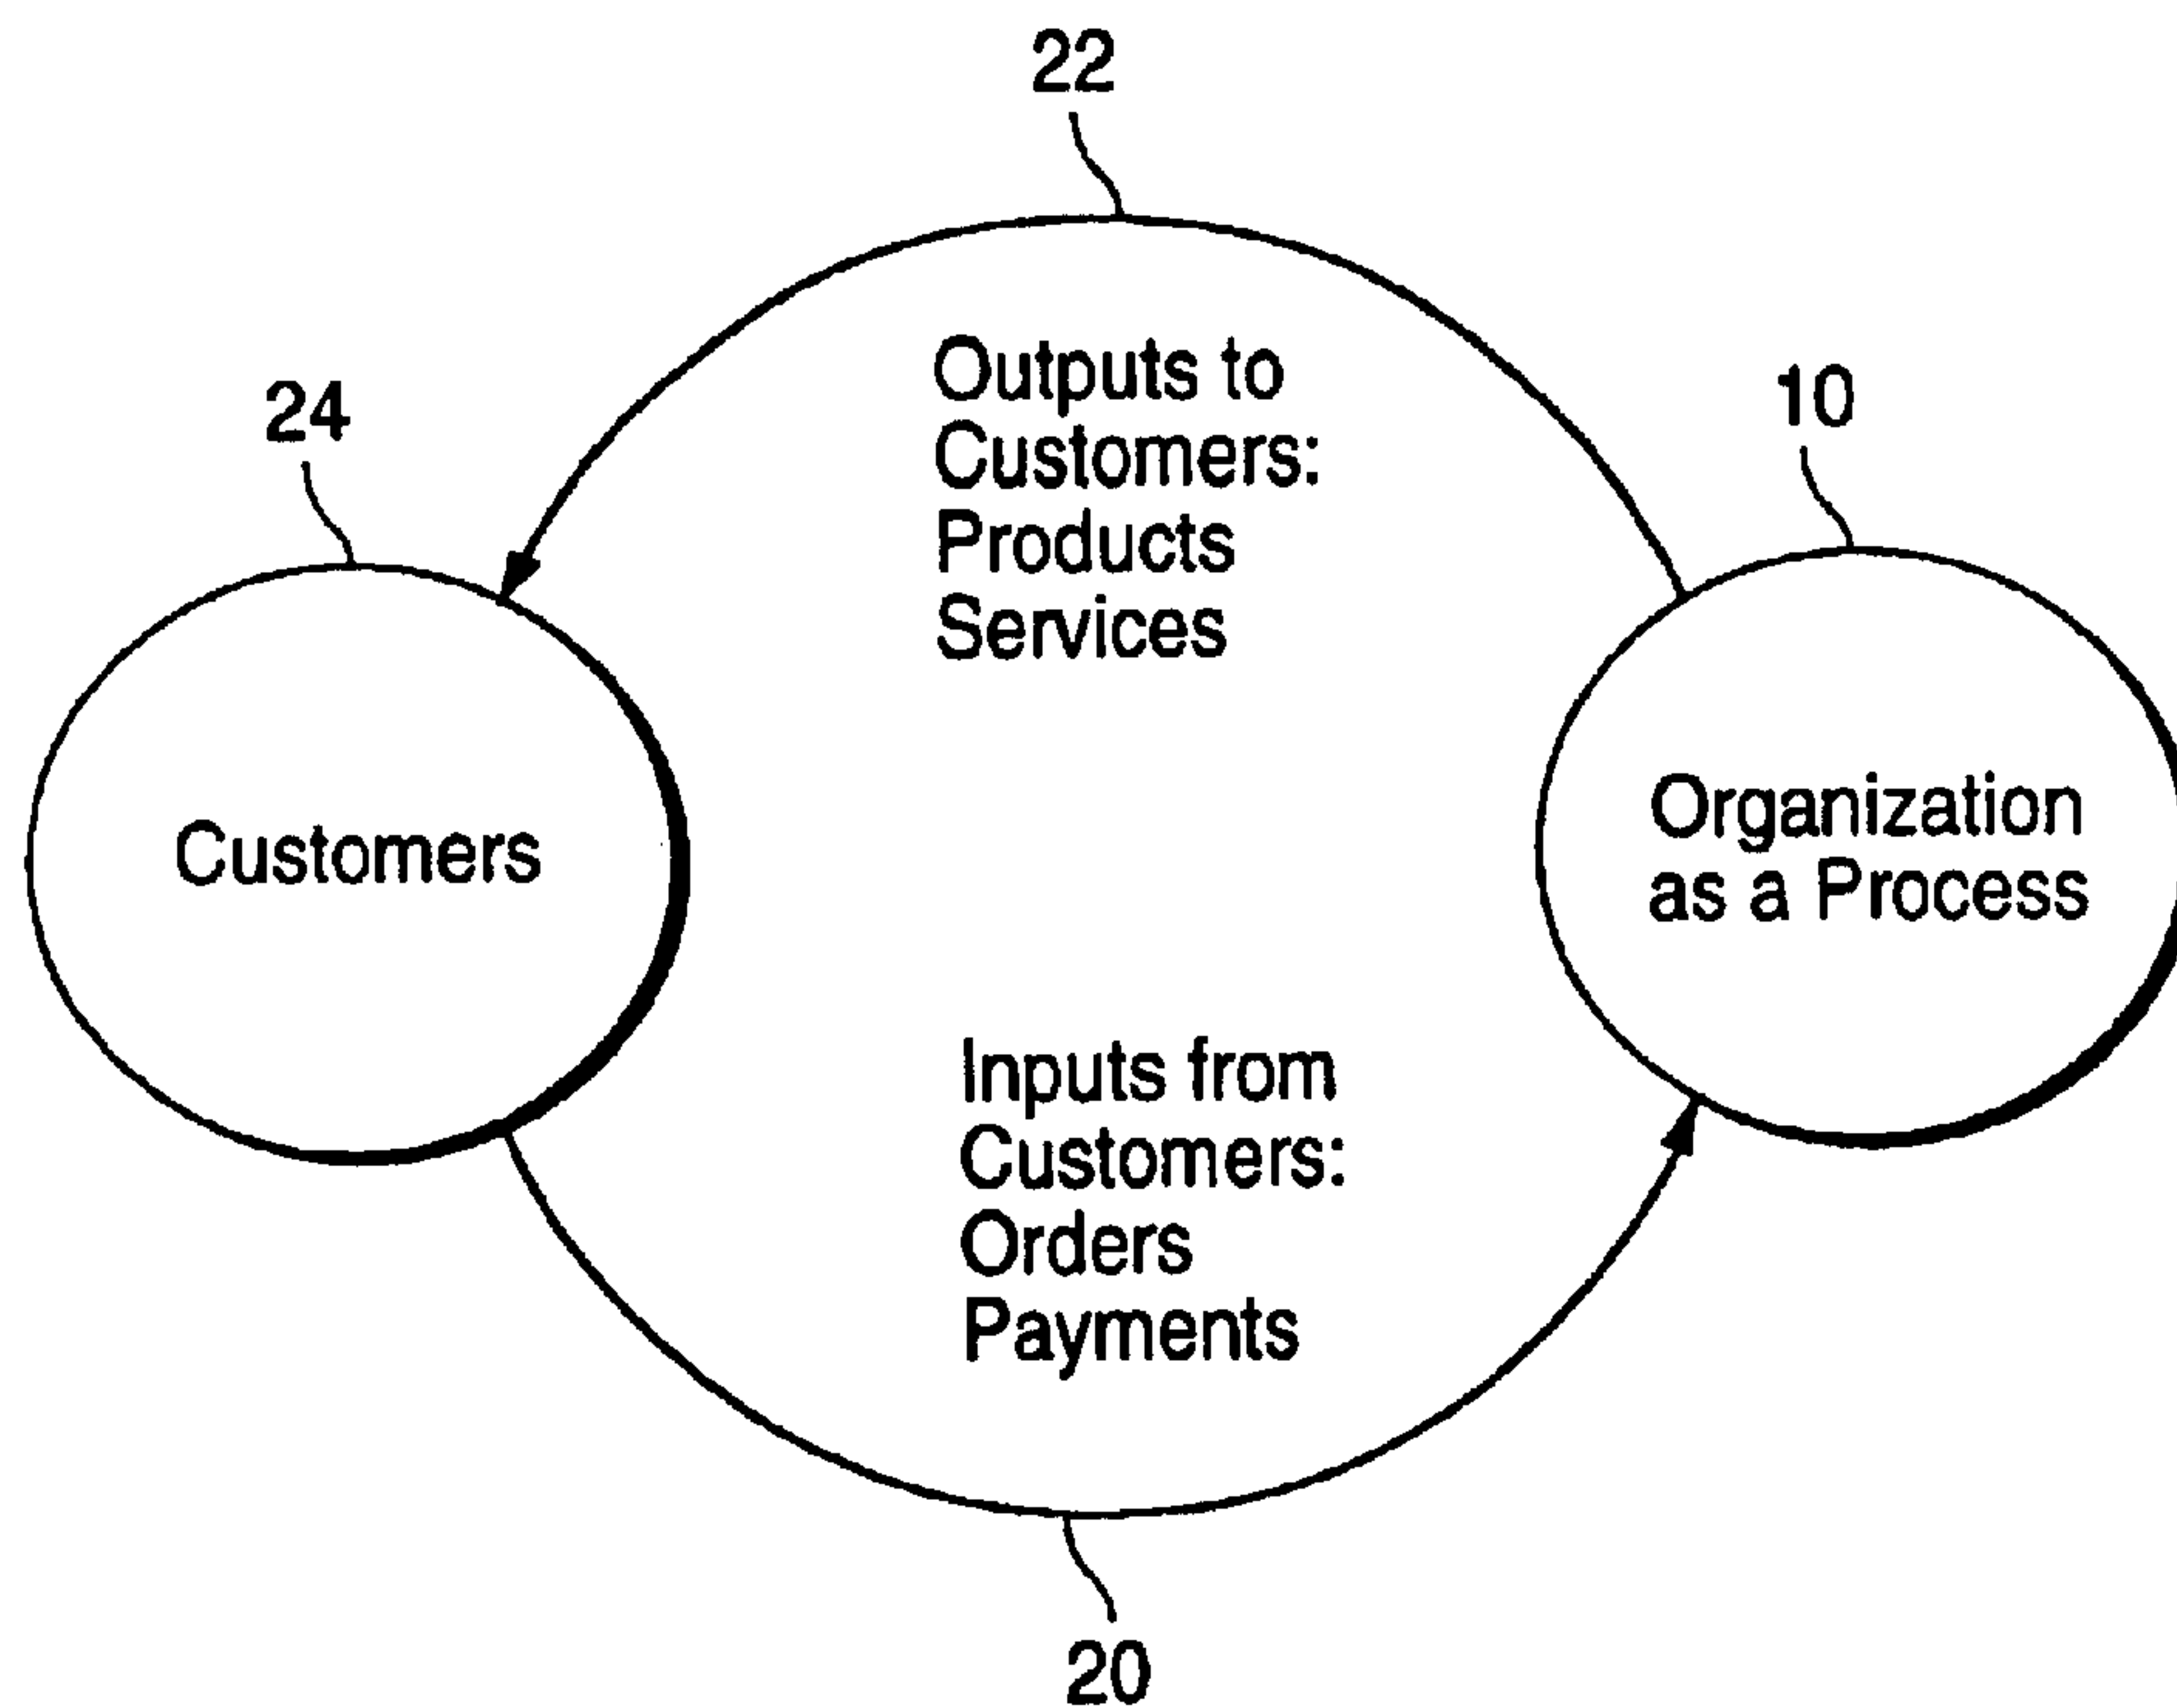 22
Outputs to
Customers:
Products
Services
24
10
Customers
Organization
as a Process
Inputs from
Customers:
Orders
Payments
20